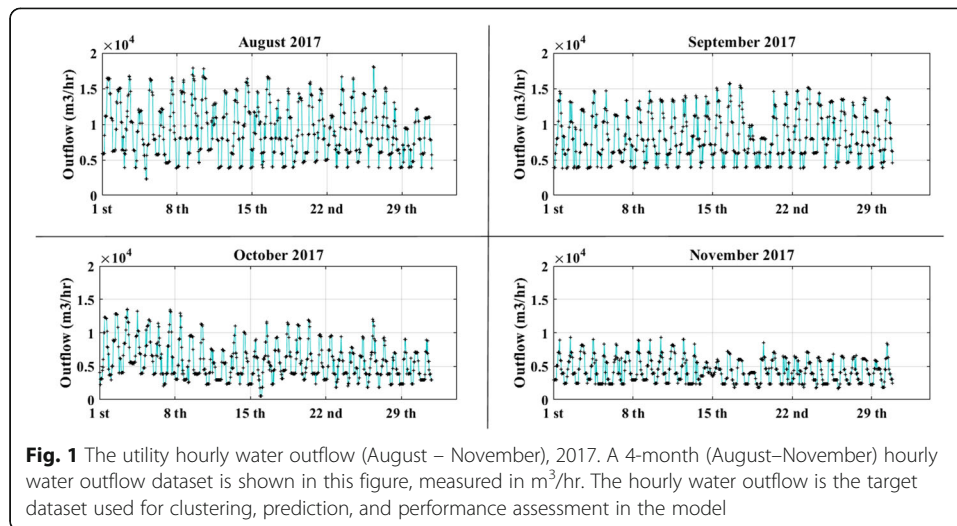 August 2017
×10⁴
2
1.5
1
0.5
0
Outflow (m3/hr)
1 st
8 th
15 th
22 nd
29 th
September 2017
×10⁴
2
1.5
1
0.5
0
Outflow (m3/hr)
1 st
8 th
15 th
22 nd
29 th
October 2017
×10⁴
2
1.5
1
0.5
0
Outflow (m3/hr)
1 st
8 th
15 th
22 nd
29 th
November 2017
×10⁴
2
1.5
1
0.5
0
Outflow (m3/hr)
1 st
8 th
15 th
22 nd
29 th
Fig. 1 The utility hourly water outflow (August – November), 2017. A 4-month (August–November) hourly
water outflow dataset is shown in this figure, measured in m³/hr. The hourly water outflow is the target
dataset used for clustering, prediction, and performance assessment in the model